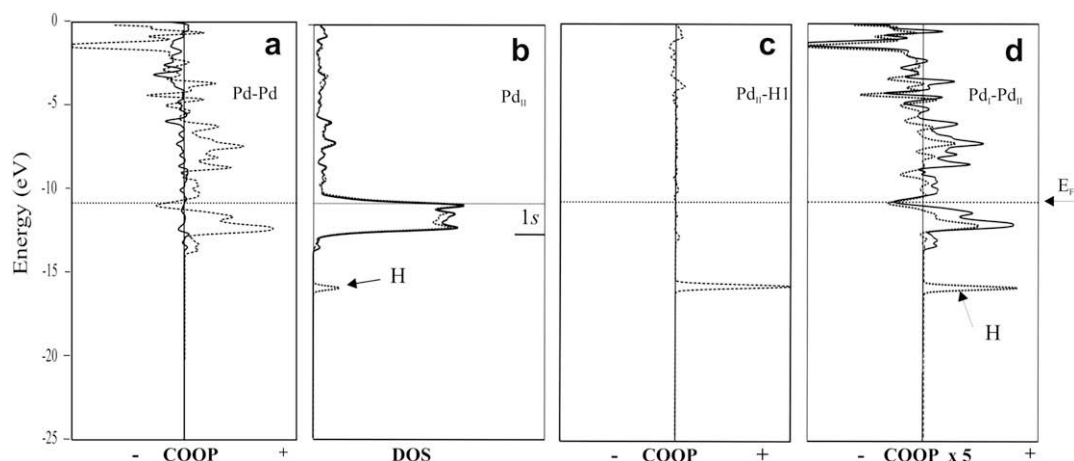 0
-5
-10
-15
-20
-25
Energy (eV)
a
Pd-Pd
- COOP +
b
Pd_II
1s
H
DOS
c
Pd_II-H1
- COOP +
d
Pd_I-Pd_II
E_F
H
- COOP x 5 +